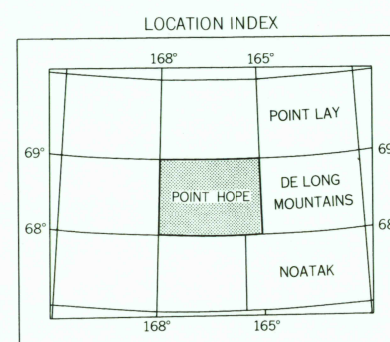 LOCATION INDEX
168° 165°
POINT LAY
69° 69
POINT HOPE
DE LONG
MOUNTAINS
68° 68
NOATAK
168° 165°